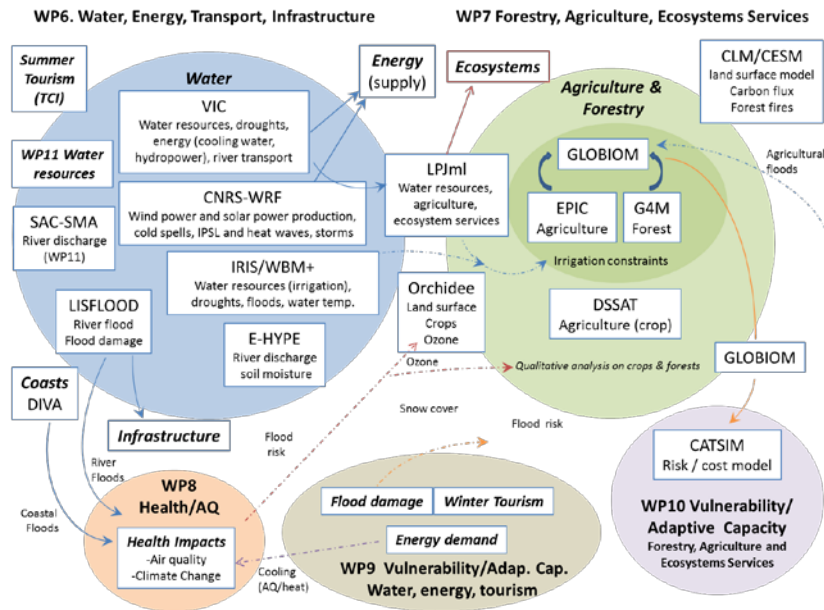 WP6. Water, Energy, Transport, Infrastructure
WP7 Forestry, Agriculture, Ecosystems Services
Summer
Tourism
(TCI)
Water
Energy
(supply)
Ecosystems
Agriculture &
Forestry
CLM/CESM
land surface model
Carbon flux
Forest fires
VIC
Water resources, droughts,
energy (cooling water,
hydropower), river transport
WP11 Water
resources
LPJml
Water resources,
agriculture,
ecosystem services
GLOBIOM
Agricultural
floods
CNRS-WRF
Wind power and solar power production,
cold spells, IPSL and heat waves, storms
EPIC
Agriculture
G4M
Forest
SAC-SMA
River discharge
(WP11)
IRIS/WBM+
Water resources (irrigation),
droughts, floods, water temp.
Irrigation constraints
Orchidee
Land surface
Crops
Ozone
Ozone
DSSAT
Agriculture (crop)
LISFLOOD
River flood
Flood damage
E-HYPE
River discharge
soil moisture
GLOBIOM
Qualitative analysis on crops & forests
Coasts
DIVA
Infrastructure
Flood
risk
Snow cover
Flood risk
CATSIM
Risk / cost model
River
Floods
Coastal
Floods
WP8
Health/AQ
Health Impacts
-Air quality
-Climate Change
Cooling
(AQ/heat)
Flood damage
Winter Tourism
Energy demand
WP9 Vulnerability/Adap. Cap.
Water, energy, tourism
WP10 Vulnerability/
Adaptive Capacity
Forestry, Agriculture and
Ecosystems Services